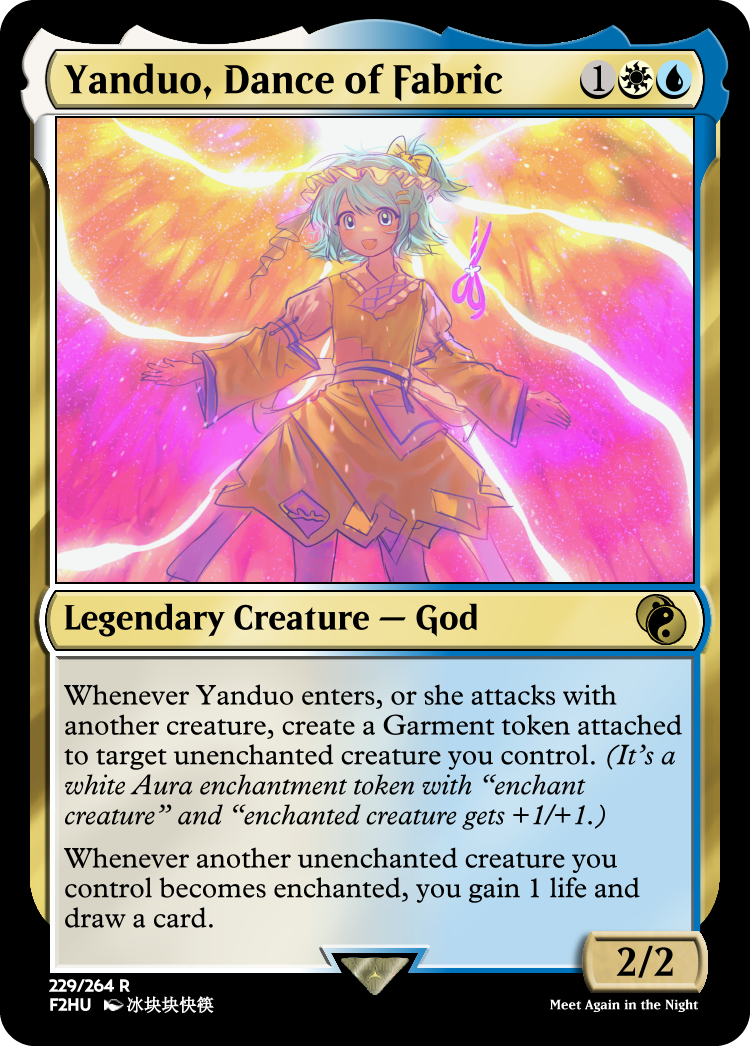 Yanduo, Dance of Fabric 1
Legendary Creature — God
Whenever Yanduo enters, or she attacks with
another creature, create a Garment token attached
to target unenchanted creature you control. (It's a
white Aura enchantment token with “enchant
creature” and “enchanted creature gets +1/+1.)
Whenever another unenchanted creature you
control becomes enchanted, you gain 1 life and
draw a card.
2/2
229/264 R
F2HU 冰块块快筷
Meet Again in the Night